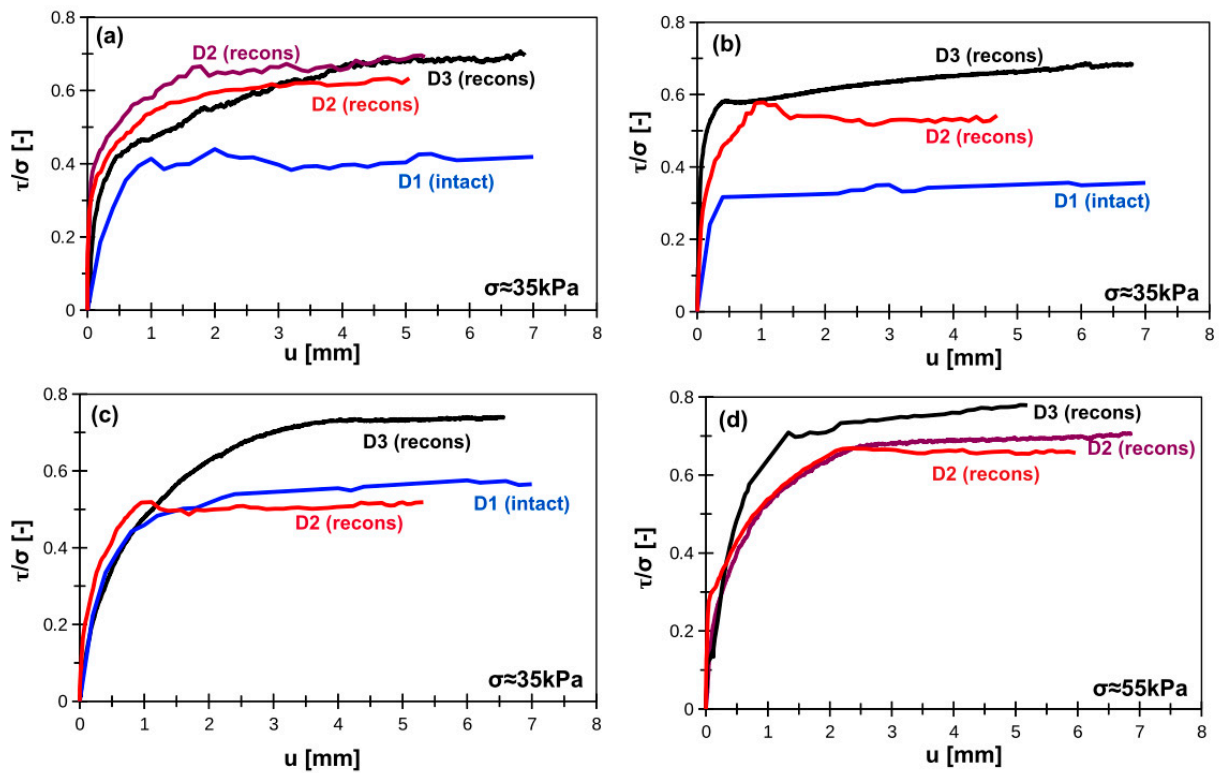 (a)
0.8
0.6
0.4
0.2
0
τ/σ [-]
D2 (recons)
D3 (recons)
D2 (recons)
D1 (intact)
σ≈35kPa
0 1 2 3 4 5 6 7 8
u [mm]
(b)
0.8
0.6
0.4
0.2
0
τ/σ [-]
D3 (recons)
D2 (recons)
D1 (intact)
σ≈35kPa
0 1 2 3 4 5 6 7 8
u [mm]
(c)
0.8
0.6
0.4
0.2
0
τ/σ [-]
D3 (recons)
D1 (intact)
D2 (recons)
σ≈35kPa
0 1 2 3 4 5 6 7 8
u [mm]
(d)
0.8
0.6
0.4
0.2
0
τ/σ [-]
D3 (recons)
D2 (recons)
D2 (recons)
σ≈55kPa
0 1 2 3 4 5 6 7 8
u [mm]